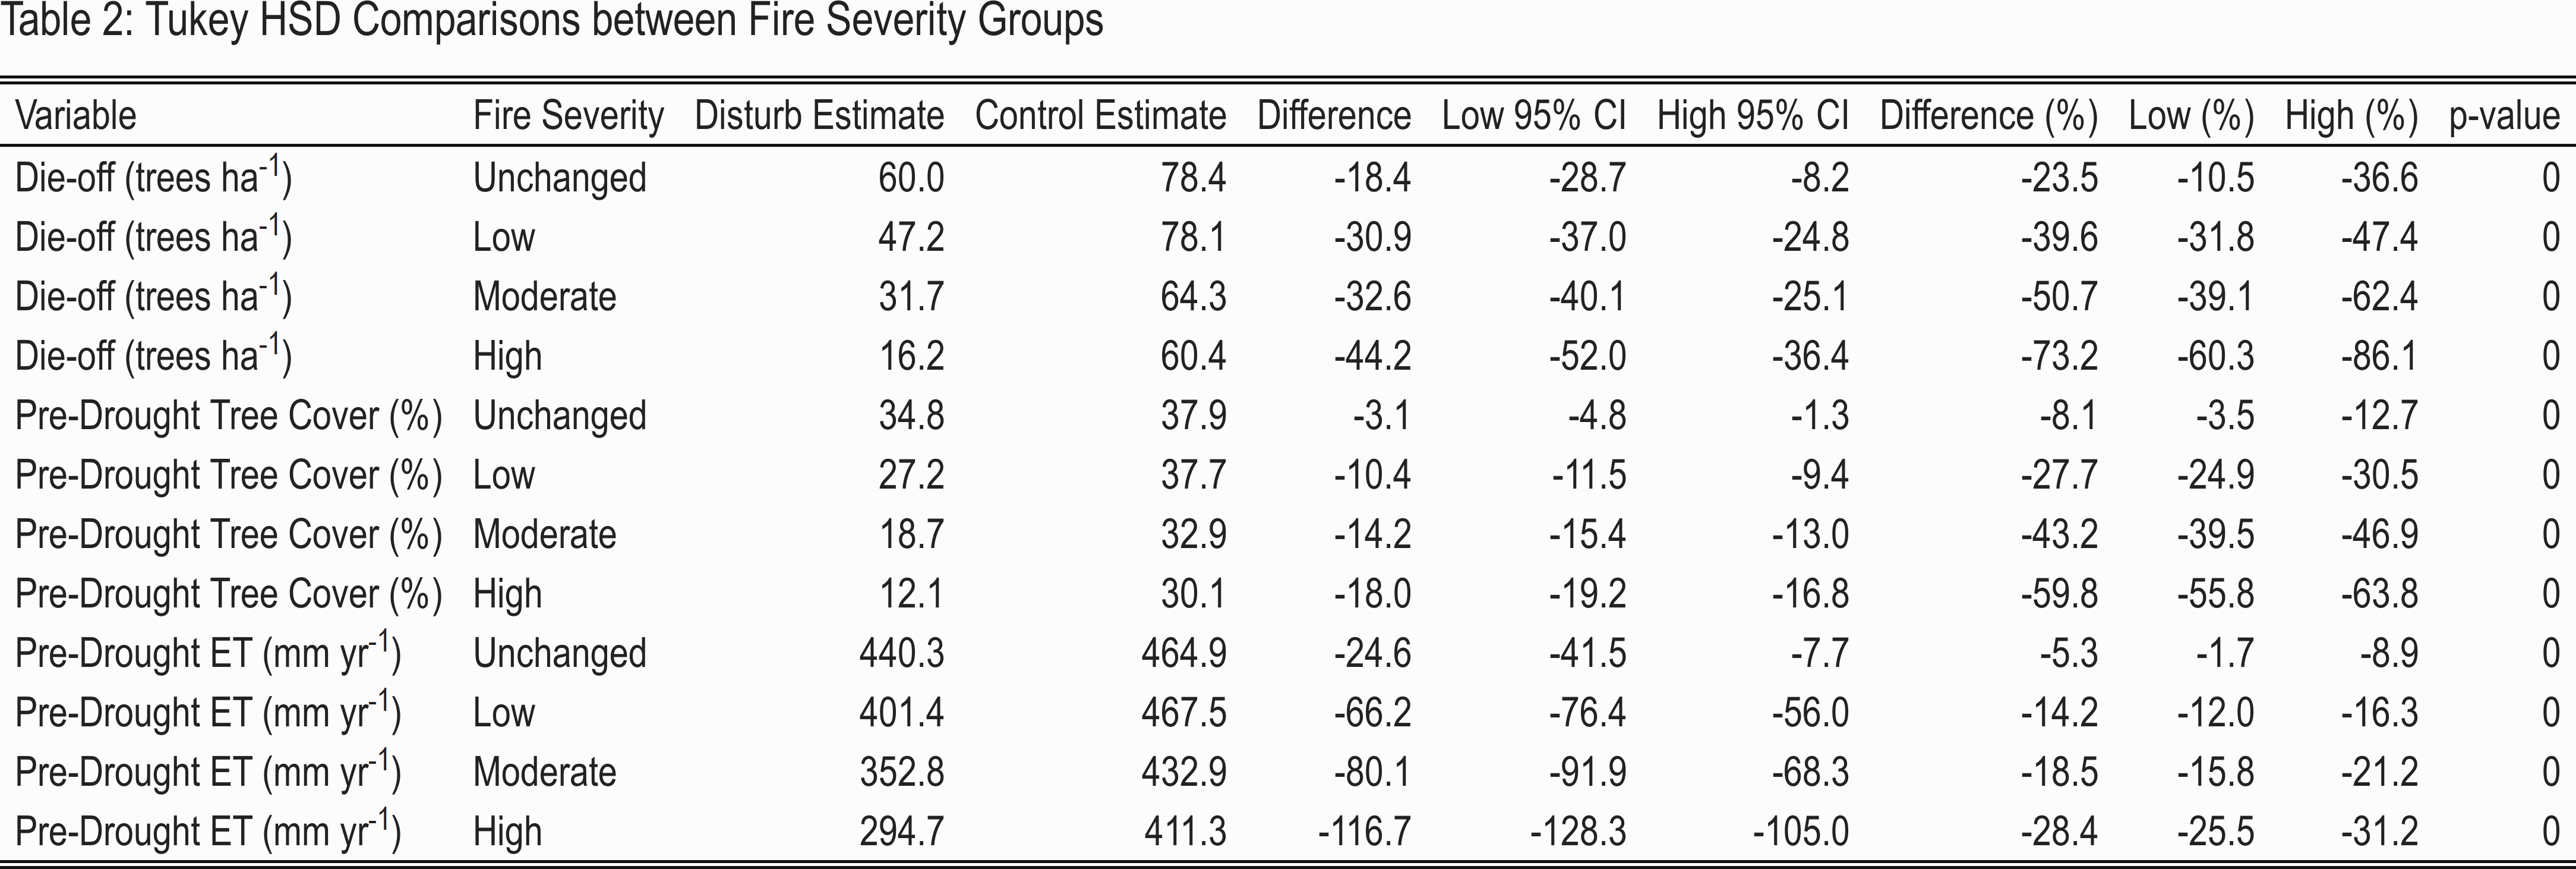 Table 2: Tukey HSD Comparisons between Fire Severity Groups
Variable Fire Severity Disturb Estimate Control Estimate Difference Low 95% CI High 95% CI Difference (%) Low (%) High (%) p-value
Die-off (trees ha-1) Unchanged 60.0 78.4 -18.4 -28.7 -8.2 -23.5 -10.5 -36.6 0
Die-off (trees ha-1) Low 47.2 78.1 -30.9 -37.0 -24.8 -39.6 -31.8 -47.4 0
Die-off (trees ha-1) Moderate 31.7 64.3 -32.6 -40.1 -25.1 -50.7 -39.1 -62.4 0
Die-off (trees ha-1) High 16.2 60.4 -44.2 -52.0 -36.4 -73.2 -60.3 -86.1 0
Pre-Drought Tree Cover (%) Unchanged 34.8 37.9 -3.1 -4.8 -1.3 -8.1 -3.5 -12.7 0
Pre-Drought Tree Cover (%) Low 27.2 37.7 -10.4 -11.5 -9.4 -27.7 -24.9 -30.5 0
Pre-Drought Tree Cover (%) Moderate 18.7 32.9 -14.2 -15.4 -13.0 -43.2 -39.5 -46.9 0
Pre-Drought Tree Cover (%) High 12.1 30.1 -18.0 -19.2 -16.8 -59.8 -55.8 -63.8 0
Pre-Drought ET (mm yr-1) Unchanged 440.3 464.9 -24.6 -41.5 -7.7 -5.3 -1.7 -8.9 0
Pre-Drought ET (mm yr-1) Low 401.4 467.5 -66.2 -76.4 -56.0 -14.2 -12.0 -16.3 0
Pre-Drought ET (mm yr-1) Moderate 352.8 432.9 -80.1 -91.9 -68.3 -18.5 -15.8 -21.2 0
Pre-Drought ET (mm yr-1) High 294.7 411.3 -116.7 -128.3 -105.0 -28.4 -25.5 -31.2 0